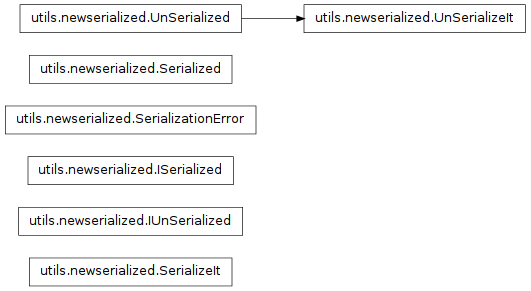 utils.newserialized.UnSerialized
utils.newserialized.UnSerializeIt
utils.newserialized.Serialized
utils.newserialized.SerializationError
utils.newserialized.ISerialized
utils.newserialized.IUnSerialized
utils.newserialized.SerializeIt